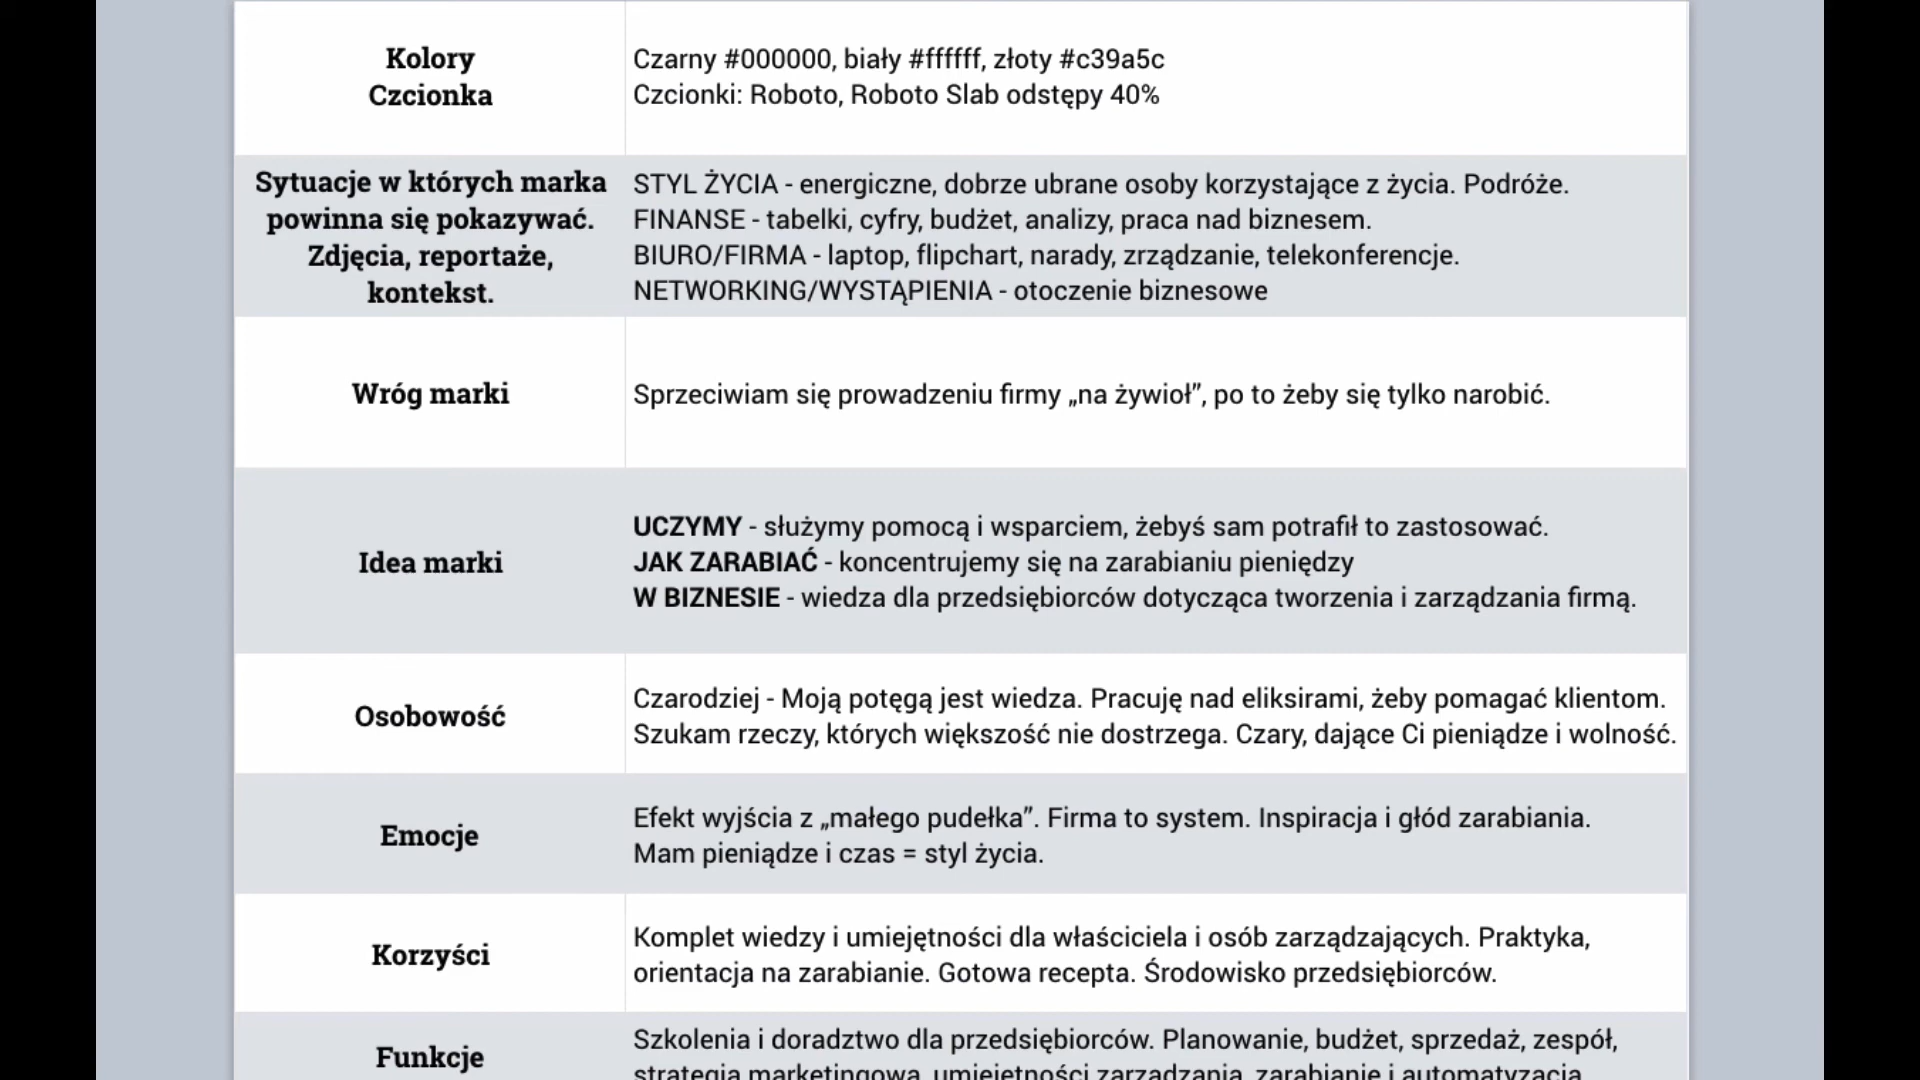 Kolory
Czcionka
Czarny #000000, biały #ffffff, złoty #c39a5c
Czcionki: Roboto, Roboto Slab odstępy 40%
Sytuacje w których marka
powinna się pokazywać.
Zdjęcia, reportaże,
kontekst.
STYL ŻYCIA - energiczne, dobrze ubrane osoby korzystające z życia. Podróże.
FINANSE - tabelki, cyfry, budżet, analizy, praca nad biznesem.
BIURO/FIRMA - laptop, flipchart, narady, zrządzanie, telekonferencje.
NETWORKING/WYSTĄPIENIA - otoczenie biznesowe
Wróg marki
Sprzeciwiam się prowadzeniu firmy „na żywioł”, po to żeby się tylko narobić.
Idea marki
UCZYMY - służymy pomocą i wsparciem, żebyś sam potrafił to zastosować.
JAK ZARABIAĆ - koncentrujemy się na zarabianiu pieniędzy
W BIZNESIE - wiedza dla przedsiębiorców dotycząca tworzenia i zarządzania firmą.
Osobowość
Czarodziej - Moją potęgą jest wiedza. Pracuję nad eliksirami, żeby pomagać klientom.
Szukam rzeczy, których większość nie dostrzega. Czary, dające Ci pieniądze i wolność.
Emocje
Efekt wyjścia z „małego pudełka”. Firma to system. Inspiracja i głód zarabiania.
Mam pieniądze i czas = styl życia.
Korzyści
Komplet wiedzy i umiejętności dla właściciela i osób zarządzających. Praktyka,
orientacja na zarabianie. Gotowa recepta. Środowisko przedsiębiorców.
Funkcje
Szkolenia i doradztwo dla przedsiębiorców. Planowanie, budżet, sprzedaż, zespół,
strategia marketingowa, umiejętności zarządzania, zarabianie i automatyzacja